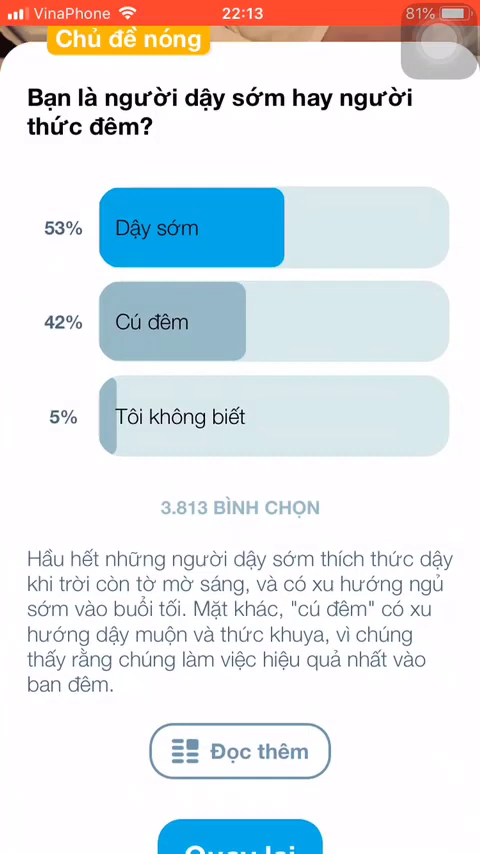 VinaPhone
22:13
81%
Chủ đề nóng
Bạn là người dậy sớm hay người
thức đêm?
53%
Dậy sớm
42%
Cú đêm
5%
Tôi không biết
3.813 BÌNH CHỌN
Hầu hết những người dậy sớm thích thức dậy
khi trời còn tờ mờ sáng, và có xu hướng ngủ
sớm vào buổi tối. Mặt khác, "cú đêm" có xu
hướng dậy muộn và thức khuya, vì chúng
thấy rằng chúng làm việc hiệu quả nhất vào
ban đêm.
Đọc thêm
Quay lại